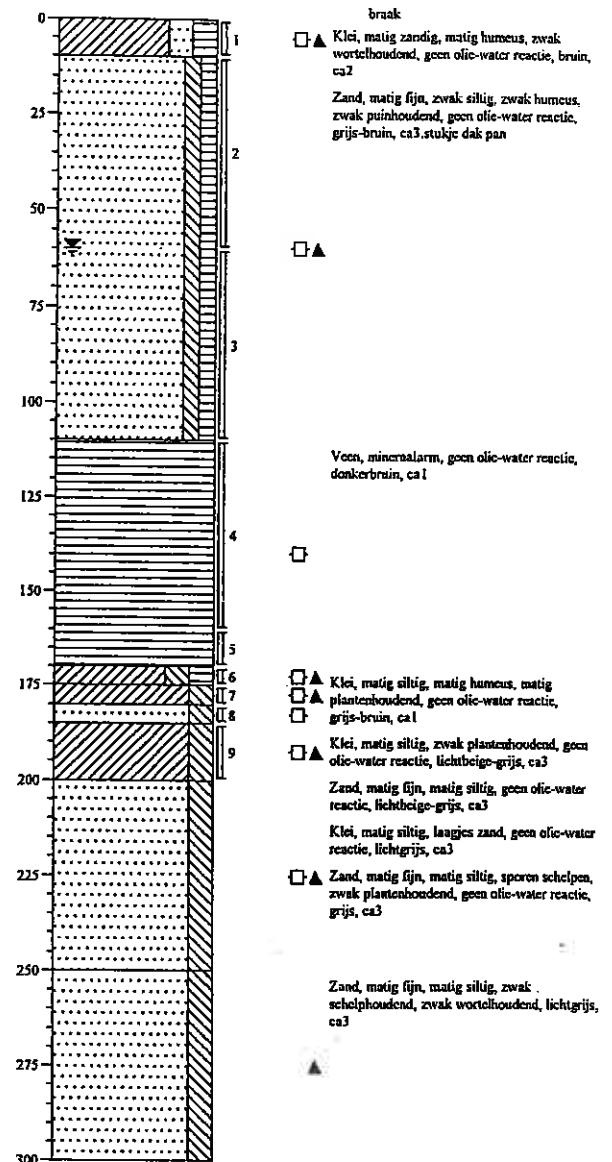 braak
0
1
Klei, matig zandig, matig humeus, zwak
wortelhoudend, geen olie-water reactie, bruin,
ca2
25
2
Zand, matig fijn, zwak siltig, zwak humeus,
zwak puinhoudend, geen olie-water reactie,
grijs-bruin, ca3.stukje dak pan
50
75
3
100
125
4
Veen, mineraalarm, geen olie-water reactie,
donkerbruin, ca1
150
5
175
6
7
8
9
Klei, matig siltig, matig humeus, matig
plantenhoudend, geen olie-water reactie,
grijs-bruin, ca1
Klei, matig siltig, zwak plantenhoudend, geen
olie-water reactie, lichtbeige-grijs, ca3
200
Zand, matig fijn, matig siltig, geen olie-water
reactie, lichtbeige-grijs, ca3
Klei, matig siltig, laagjes zand, geen olie-water
reactie, lichtgrijs, ca3
225
Zand, matig fijn, matig siltig, sporen schelpen,
zwak plantenhoudend, geen olie-water reactie,
grijs, ca3
250
Zand, matig fijn, matig siltig, zwak
schelphoudend, zwak wortelhoudend, lichtgrijs,
ca3
275
300